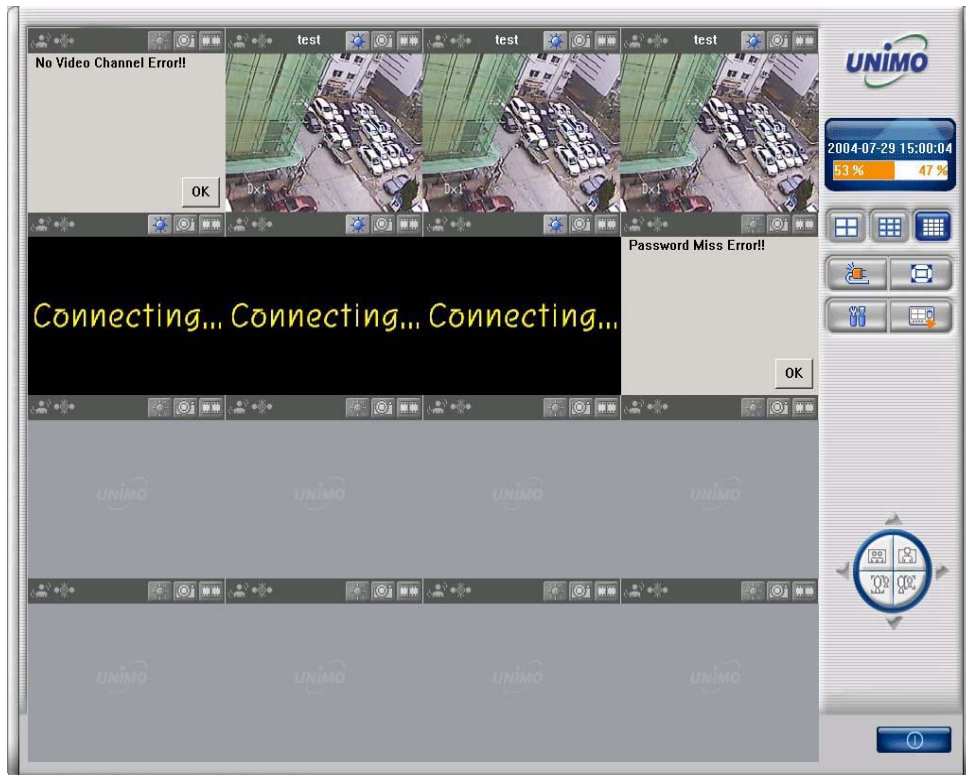 test
test
test
UNIMO
No Video Channel Error!!
OK
Dx1
Dx1
Dx1
2004-07-29 15:00:04
53 %
47 %
Connecting...
Connecting...
Connecting...
Password Miss Error!!
OK
UNIMO
UNIMO
UNIMO
UNIMO
UNIMO
UNIMO
UNIMO
UNIMO